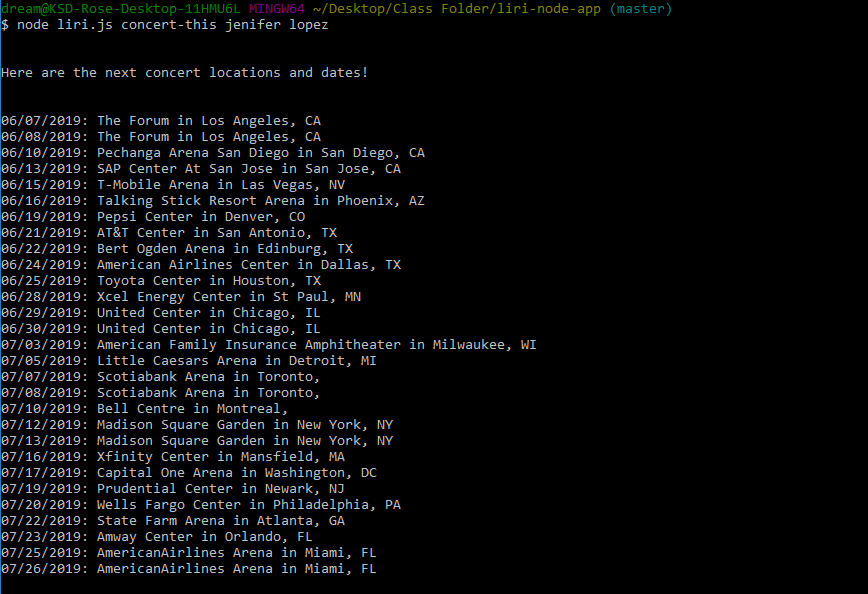 dream@KSD-Rose-Desktop-11HMU6L MINGW64 ~/Desktop/Class Folder/liri-node-app (master)
$ node liri.js concert-this jenifer lopez
Here are the next concert locations and dates!
06/07/2019: The Forum in Los Angeles, CA
06/08/2019: The Forum in Los Angeles, CA
06/10/2019: Pechanga Arena San Diego in San Diego, CA
06/13/2019: SAP Center At San Jose in San Jose, CA
06/15/2019: T-Mobile Arena in Las Vegas, NV
06/16/2019: Talking Stick Resort Arena in Phoenix, AZ
06/19/2019: Pepsi Center in Denver, CO
06/21/2019: AT&T Center in San Antonio, TX
06/22/2019: Bert Ogden Arena in Edinburg, TX
06/24/2019: American Airlines Center in Dallas, TX
06/25/2019: Toyota Center in Houston, TX
06/28/2019: Xcel Energy Center in St Paul, MN
06/29/2019: United Center in Chicago, IL
06/30/2019: United Center in Chicago, IL
07/03/2019: American Family Insurance Amphitheater in Milwaukee, WI
07/05/2019: Little Caesars Arena in Detroit, MI
07/07/2019: Scotiabank Arena in Toronto,
07/08/2019: Scotiabank Arena in Toronto,
07/10/2019: Bell Centre in Montreal,
07/12/2019: Madison Square Garden in New York, NY
07/13/2019: Madison Square Garden in New York, NY
07/16/2019: Xfinity Center in Mansfield, MA
07/17/2019: Capital One Arena in Washington, DC
07/19/2019: Prudential Center in Newark, NJ
07/20/2019: Wells Fargo Center in Philadelphia, PA
07/22/2019: State Farm Arena in Atlanta, GA
07/23/2019: Amway Center in Orlando, FL
07/25/2019: AmericanAirlines Arena in Miami, FL
07/26/2019: AmericanAirlines Arena in Miami, FL